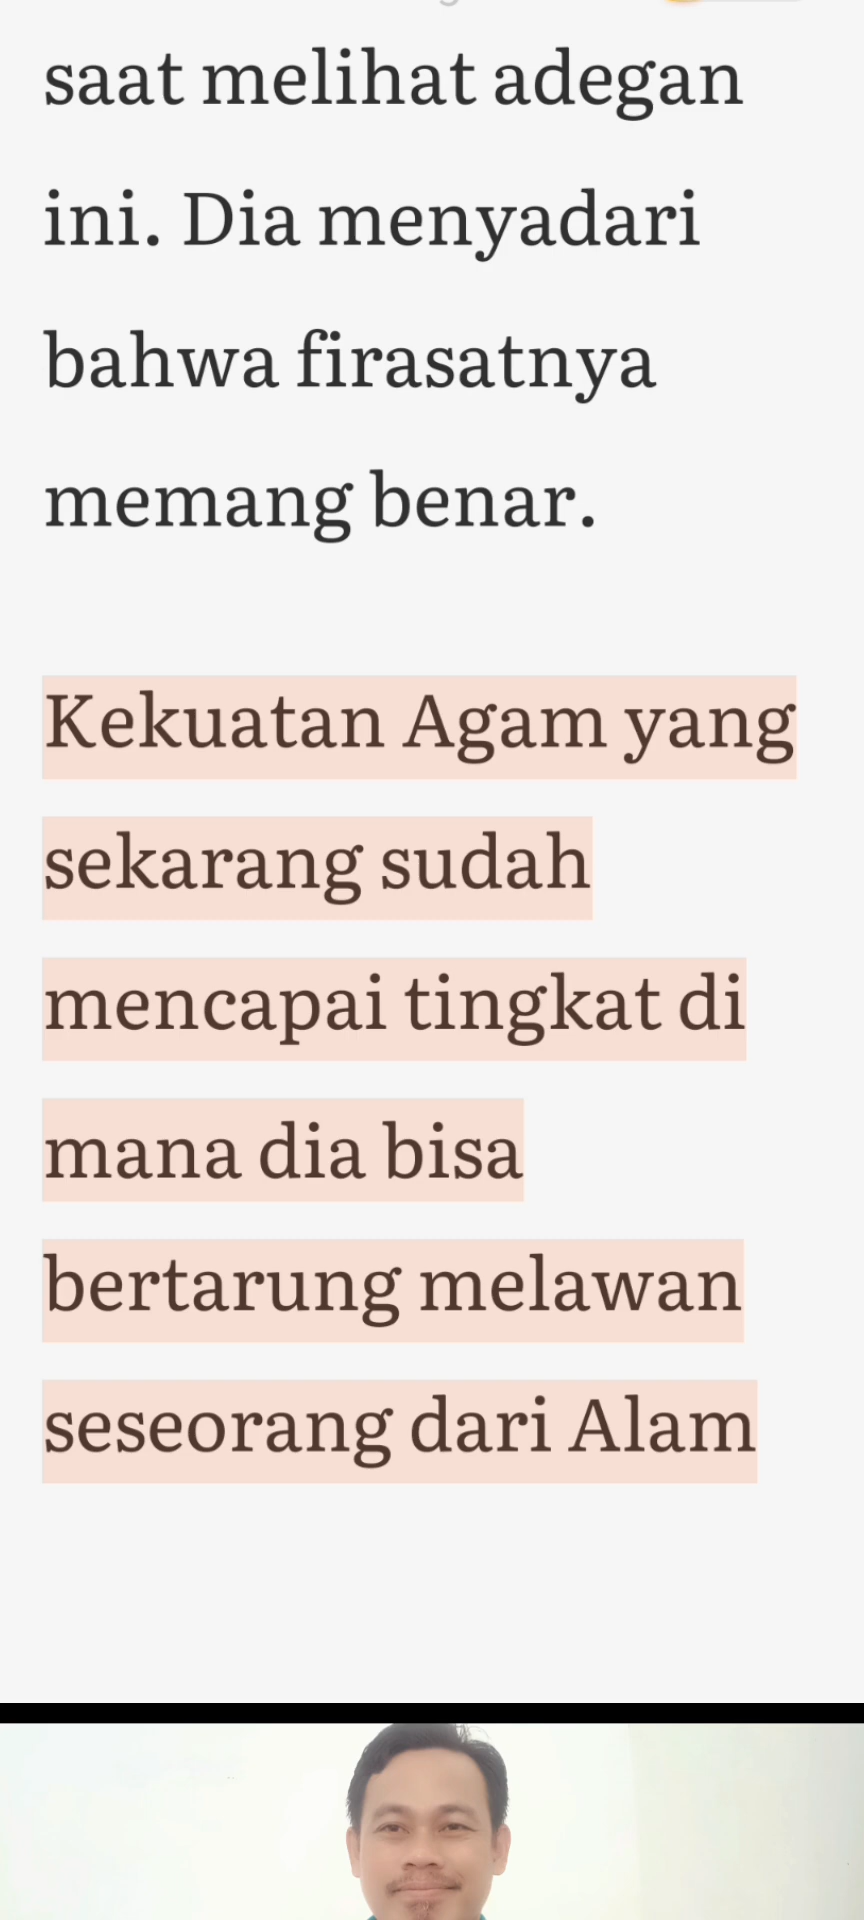 saat melihat adegan
ini. Dia menyadari
bahwa firasatnya
memang benar.
Kekuatan Agam yang
sekarang sudah
mencapai tingkat di
mana dia bisa
bertarung melawan
seseorang dari Alam